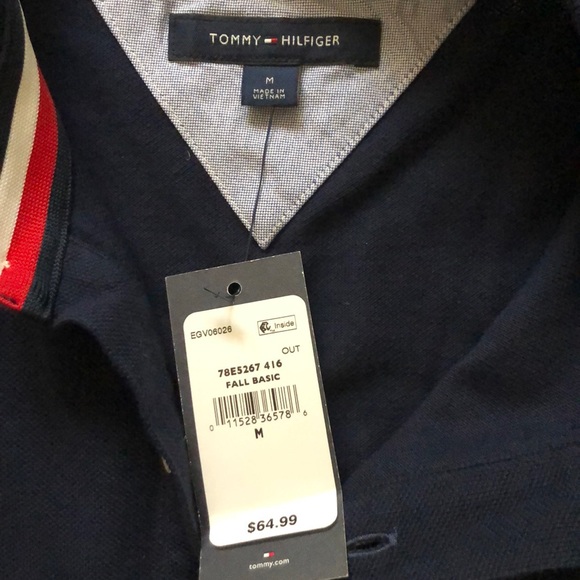 TOMMY HILFIGER
M
MADE IN
VIETNAM
EGV06026
Inside
OUT
78E5267 416
FALL BASIC
0 11528 36578 6
M
$64.99
tommy.com